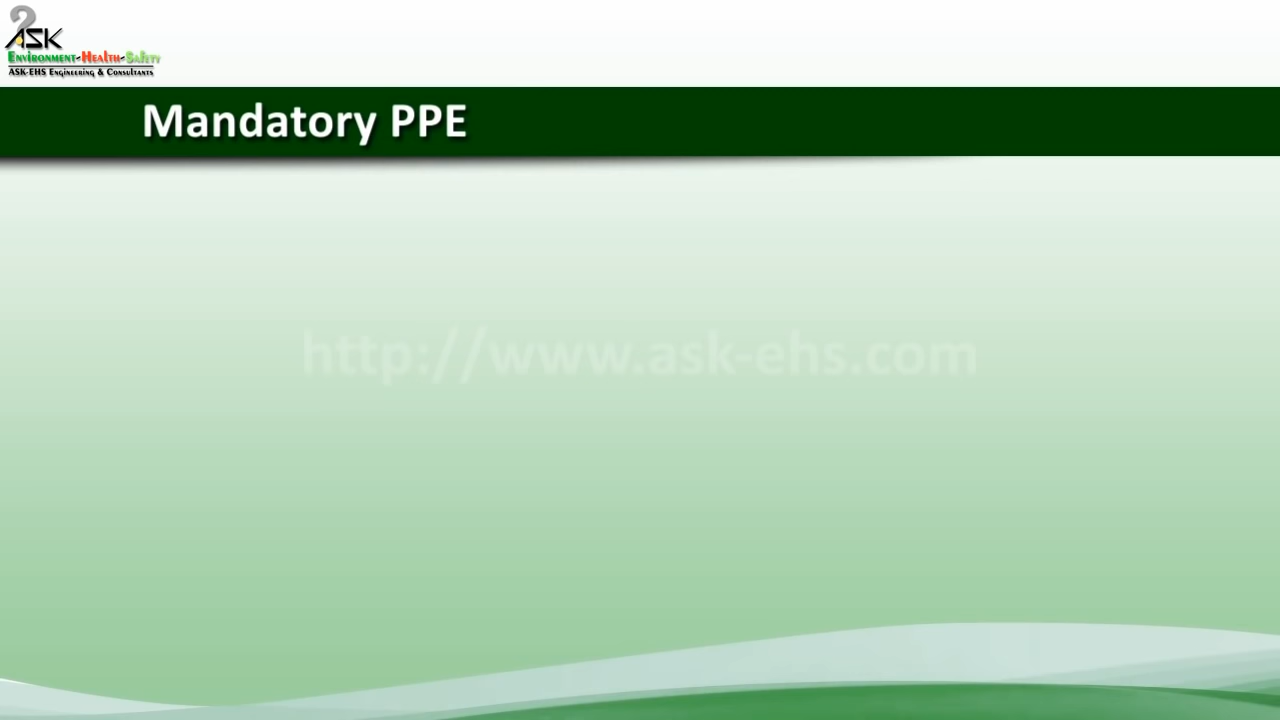 ASK
Environment-Health-Safety
ASK-EHS Engineering & Consultants
Mandatory PPE
http://www.ask-ehs.com